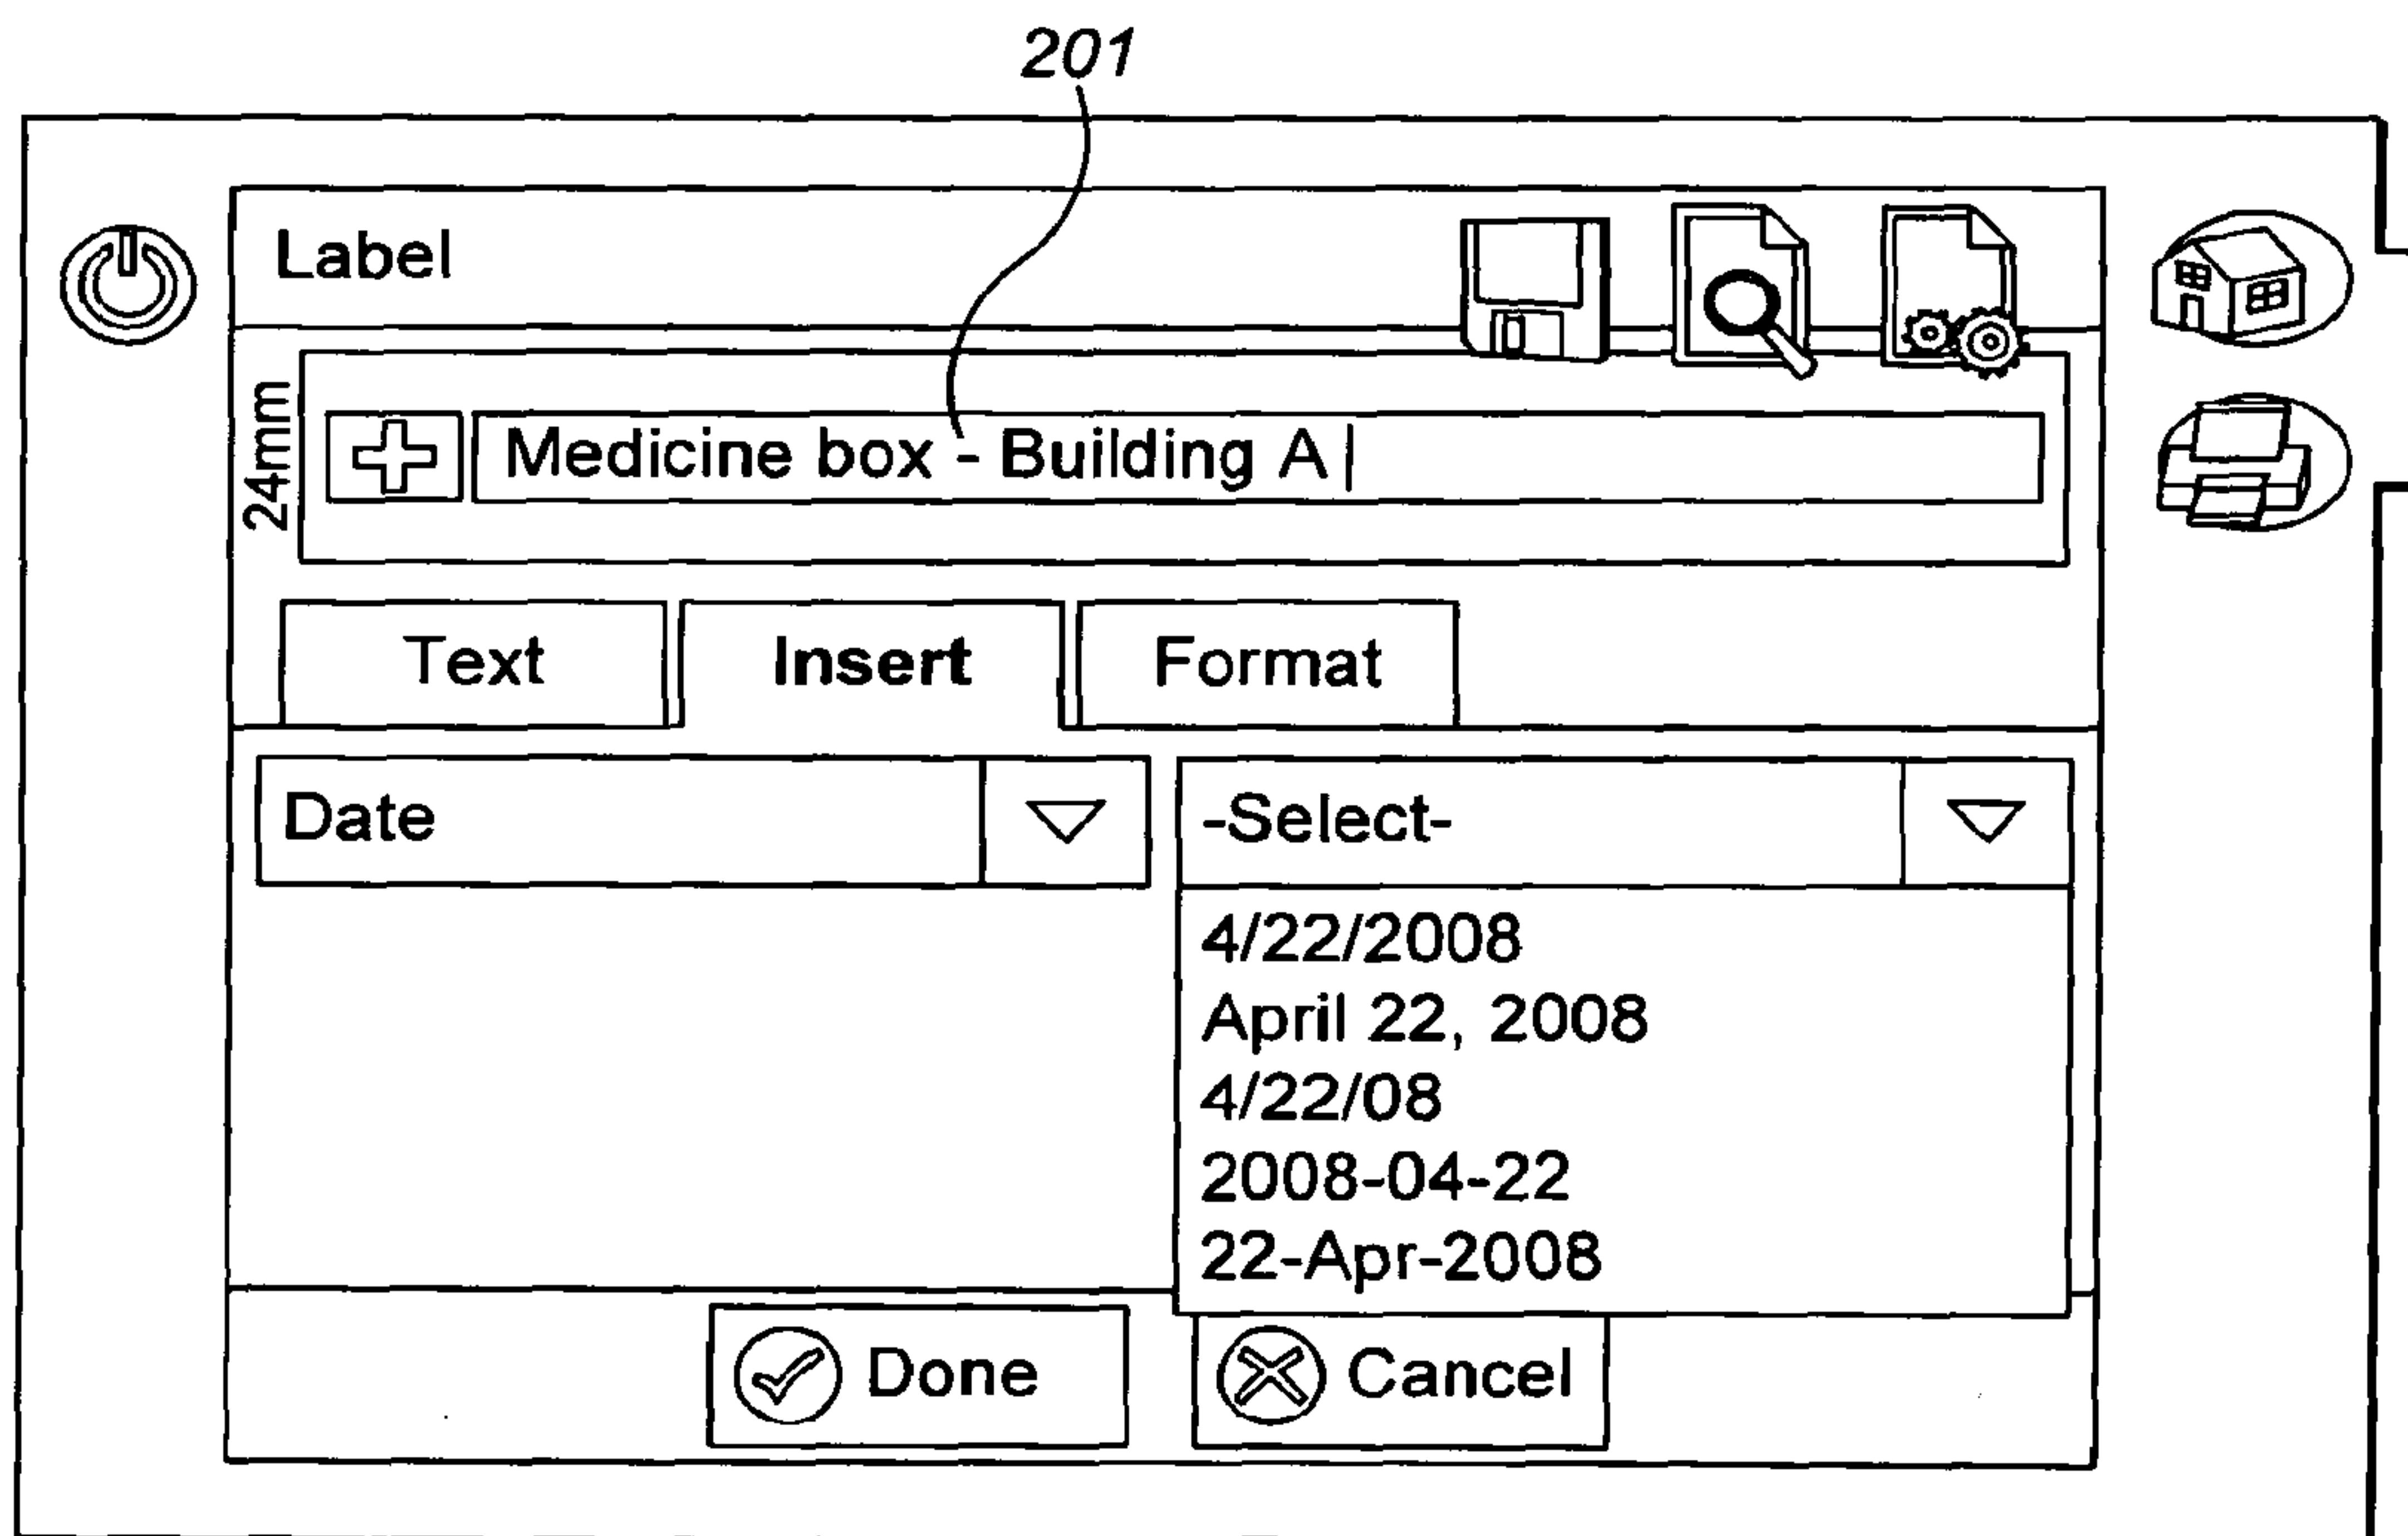 201
Label
24mm
Medicine box - Building A
Text Insert Format
Date -Select-
4/22/2008
April 22, 2008
4/22/08
2008-04-22
22-Apr-2008
Done Cancel